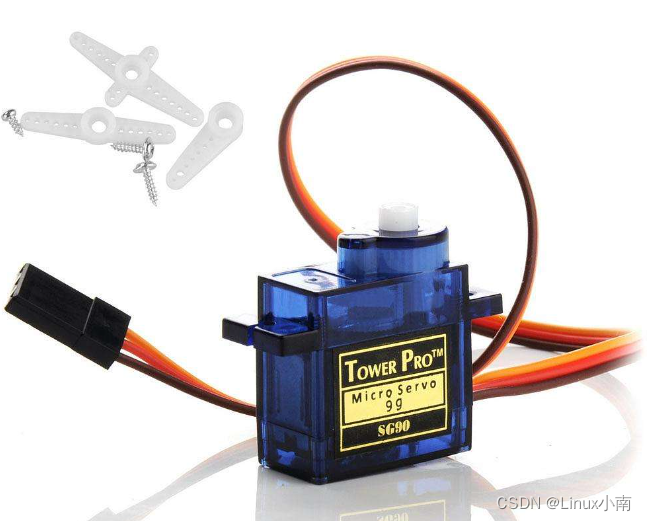 TOWER PRO™
Micro Servo
9g
SG90
CSDN @Linux小南